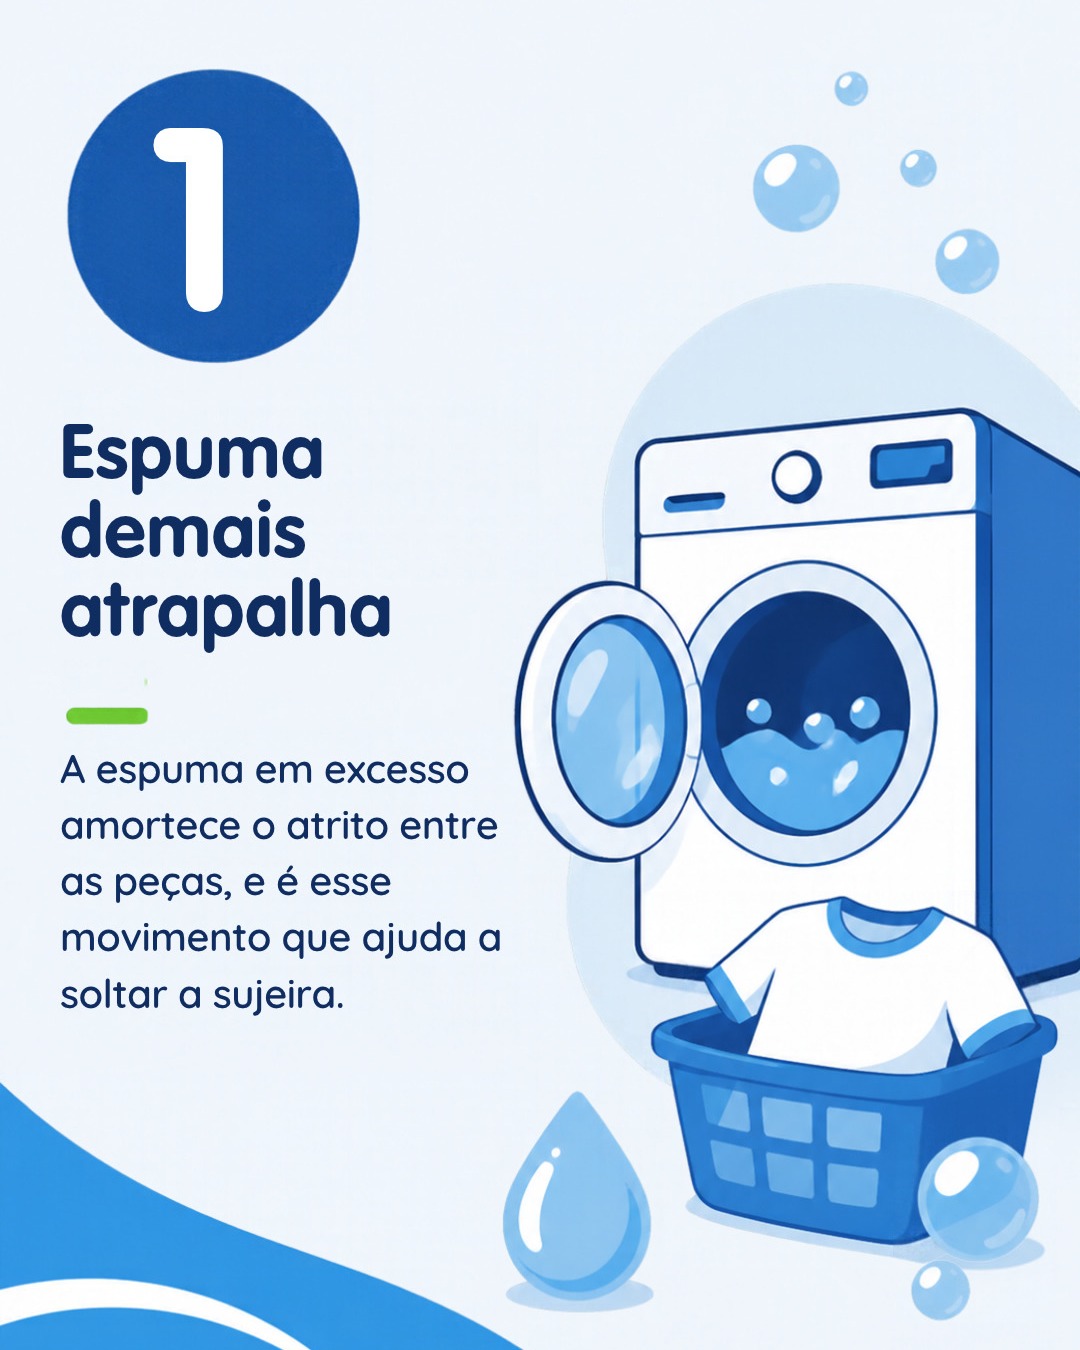 1
Espuma
demais
atrapalha
A espuma em excesso
amortece o atrito entre
as peças, e é esse
movimento que ajuda a
soltar a sujeira.